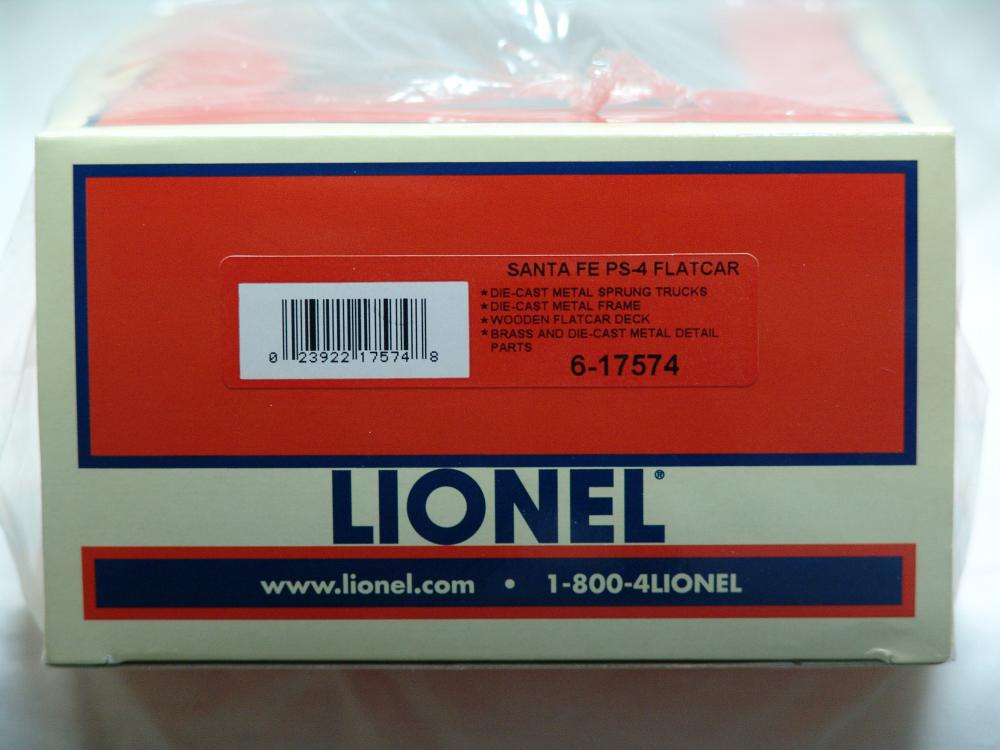 SANTA FE PS-4 FLATCAR
★DIE-CAST METAL SPRUNG TRUCKS
★DIE-CAST METAL FRAME
★WOODEN FLATCAR DECK
★BRASS AND DIE-CAST METAL DETAIL
PARTS
6-17574
0 23922 17574 8
LIONEL®
www.lionel.com • 1-800-4LIONEL